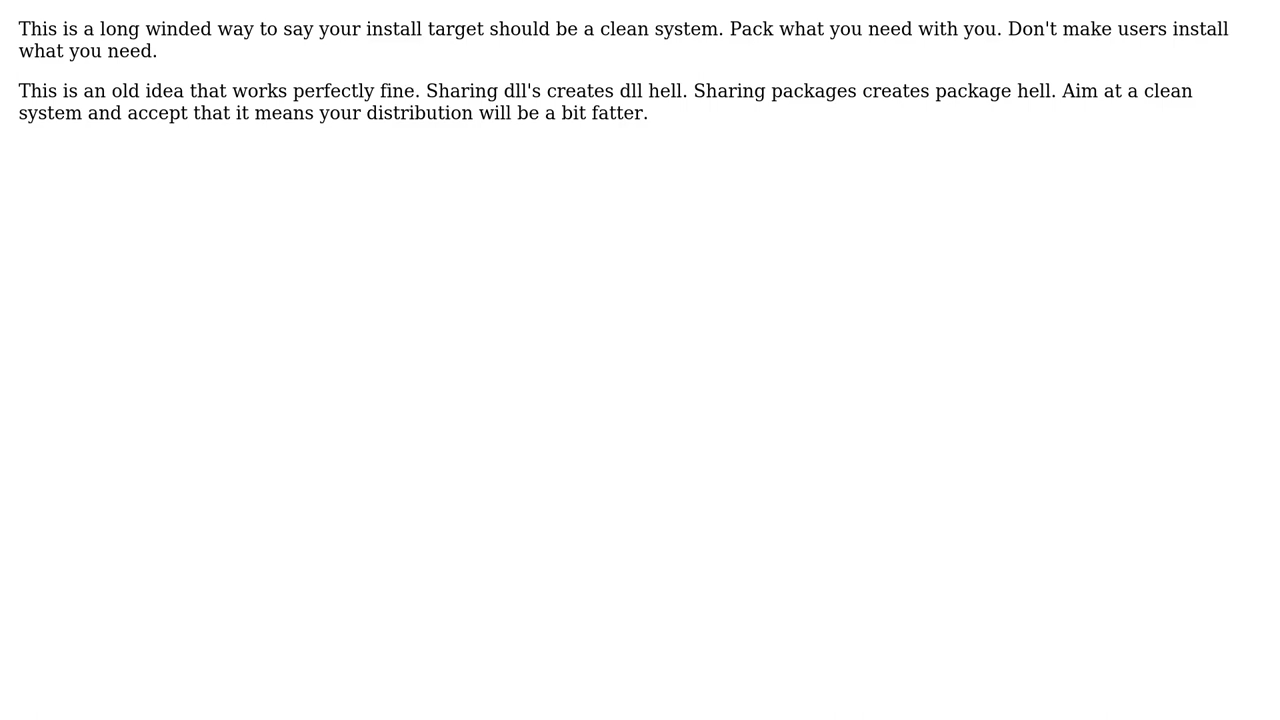 This is a long winded way to say your install target should be a clean system. Pack what you need with you. Don't make users install
what you need.
This is an old idea that works perfectly fine. Sharing dll's creates dll hell. Sharing packages creates package hell. Aim at a clean
system and accept that it means your distribution will be a bit fatter.